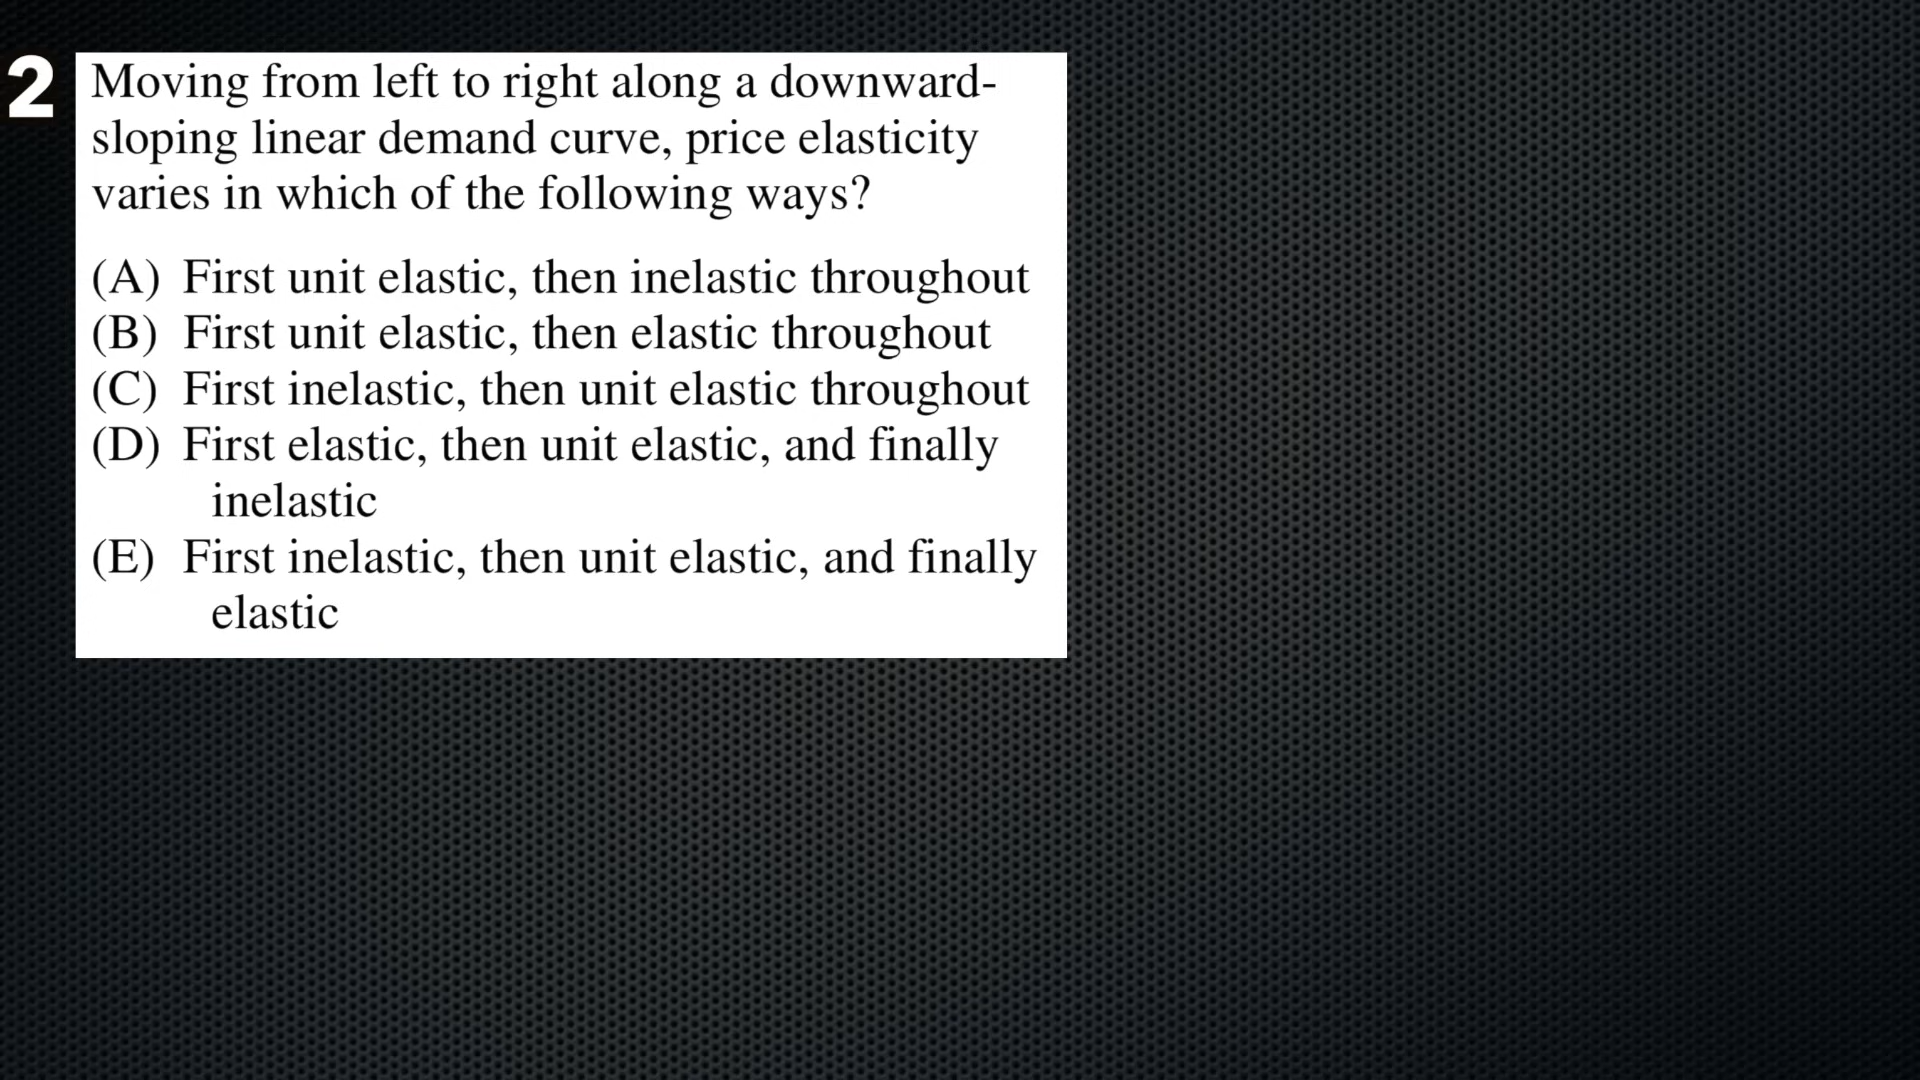 2
Moving from left to right along a downward-
sloping linear demand curve, price elasticity
varies in which of the following ways?
(A) First unit elastic, then inelastic throughout
(B) First unit elastic, then elastic throughout
(C) First inelastic, then unit elastic throughout
(D) First elastic, then unit elastic, and finally
inelastic
(E) First inelastic, then unit elastic, and finally
elastic